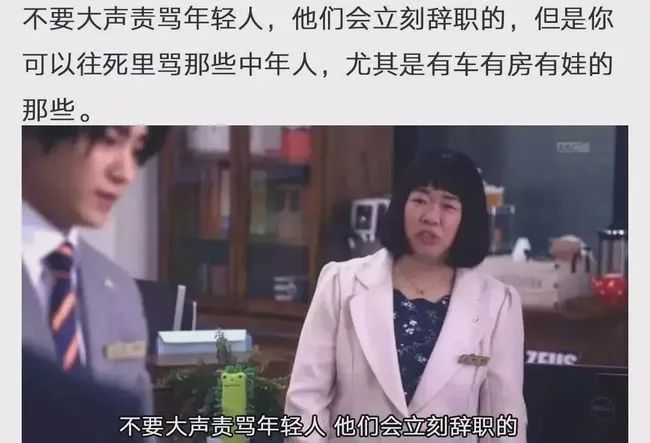 不要大声责骂年轻人，他们会立刻辞职的，但是你
可以往死里骂那些中年人，尤其是有车有房有娃的
那些。
ZEUS
DELL
不要大声责骂年轻人 他们会立刻辞职的